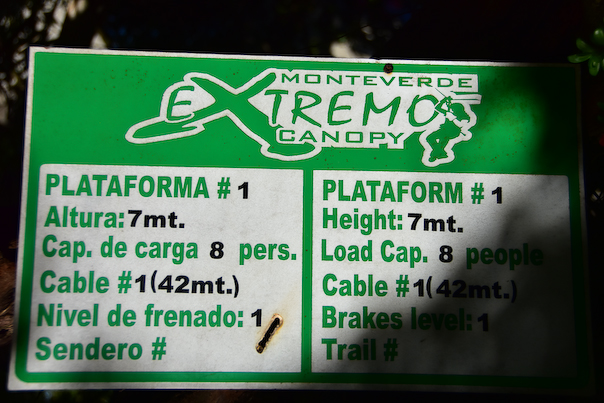 MONTEVERDE
EXTREMO
CANOPY
PLATAFORMA # 1
Altura: 7mt.
Cap. de carga 8 pers.
Cable #1(42mt.)
Nivel de frenado: 1
Sendero #
PLATFORM # 1
Height: 7mt.
Load Cap. 8 people
Cable #1(42mt.)
Brakes level: 1
Trail #